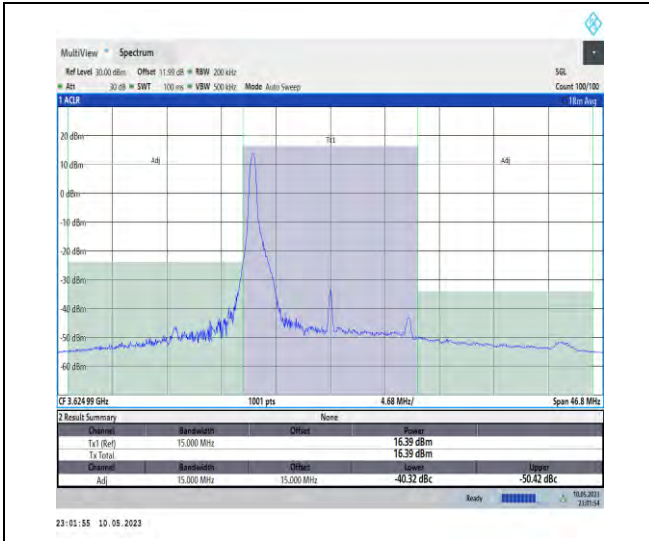 MultiView Spectrum
Ref Level 30.00 dBm Offset 11.99 dB RBW 200 kHz SGL
Att 30 dB SWT 100 ms VBW 500 kHz Mode Auto Sweep Count 100/100
1 ACLR 1Rm Avg
Tx1
20 dBm
Adj Adj
10 dBm
0 dBm
-10 dBm
-20 dBm
-30 dBm
-40 dBm
-50 dBm
-60 dBm
CF 3.624 99 GHz 1001 pts 4.68 MHz/ Span 46.8 MHz
2 Result Summary None
Channel Bandwidth Offset Power
Tx1 (Ref) 15.000 MHz 16.39 dBm
Tx Total 16.39 dBm
Channel Bandwidth Offset Lower Upper
Adj 15.000 MHz 15.000 MHz -40.32 dBc -50.42 dBc
Ready 10.05.2023
23:01:54
23:01:55 10.05.2023